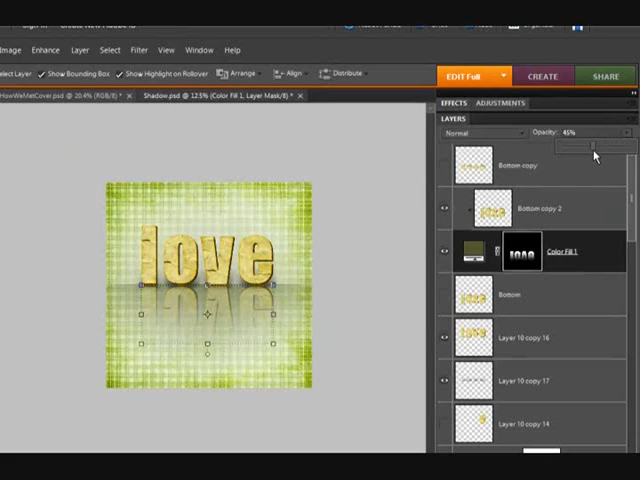 Image Enhance Layer Select Filter View Window Help
elect Layer Show Bounding Box Show Highlight on Rollover Arrange Align Distribute
EDIT Full CREATE SHARE
HowWeMetCover.psd @ 20.4% (RGB/8) * Shadow.psd @ 12.5% (Color Fill 1, Layer Mask/8) *
EFFECTS ADJUSTMENTS
LAYERS
Normal Opacity: 45%
Bottom copy
Bottom copy 2
love
Color Fill 1
Bottom
Layer 10 copy 16
Layer 10 copy 17
Layer 10 copy 14